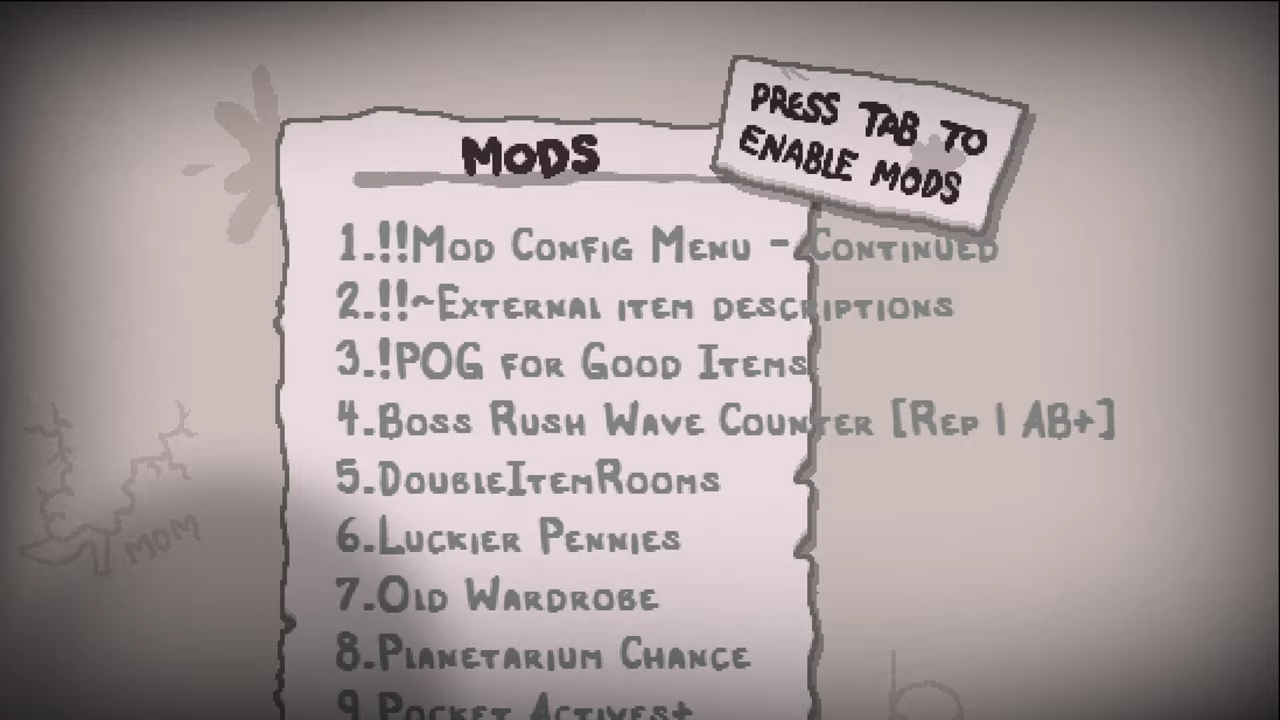 PRESS TAB TO
ENABLE MODS
MODS
1.!!Mod Config Menu - Continued
2.!!~External item descriptions
3.!POG for Good Items
4.Boss Rush Wave Counter [Rep | AB+]
5.DoubleItemRooms
6.Luckier Pennies
7.Old Wardrobe
8.Planetarium Chance
9.Pocket Actives+
MOM